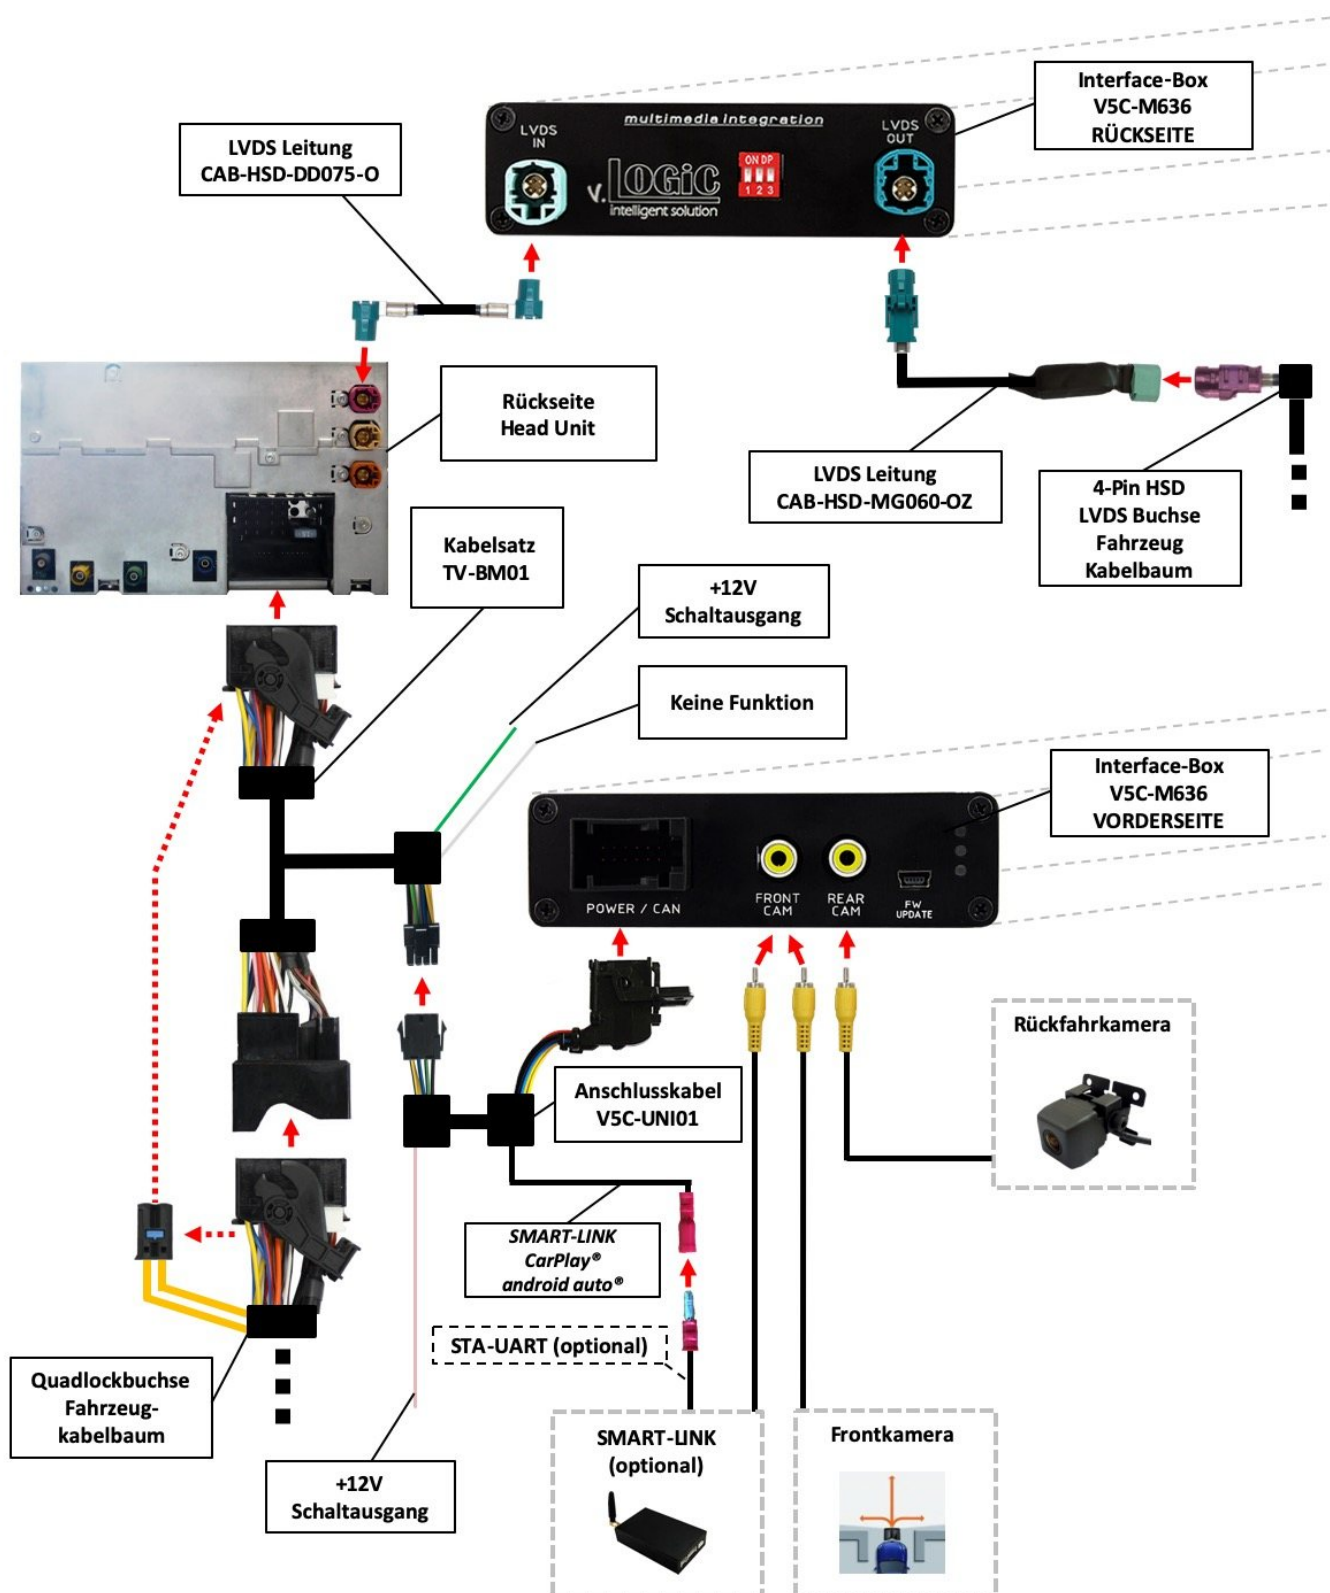 Interface-Box
V5C-M636
RÜCKSEITE
multimedia integration
LVDS
IN
LVDS
OUT
ON DP
1 2 3
v.LOGiC
intelligent solution
LVDS Leitung
CAB-HSD-DD075-O
Rückseite
Head Unit
LVDS Leitung
CAB-HSD-MG060-OZ
4-Pin HSD
LVDS Buchse
Fahrzeug
Kabelbaum
Kabelsatz
TV-BM01
+12V
Schaltausgang
Keine Funktion
Interface-Box
V5C-M636
VORDERSEITE
POWER / CAN
FRONT
CAM
REAR
CAM
FW
UPDATE
Rückfahrkamera
Anschlusskabel
V5C-UNI01
SMART-LINK
CarPlay®
android auto®
STA-UART (optional)
Quadlockbuchse
Fahrzeug-
kabelbaum
+12V
Schaltausgang
SMART-LINK
(optional)
Frontkamera